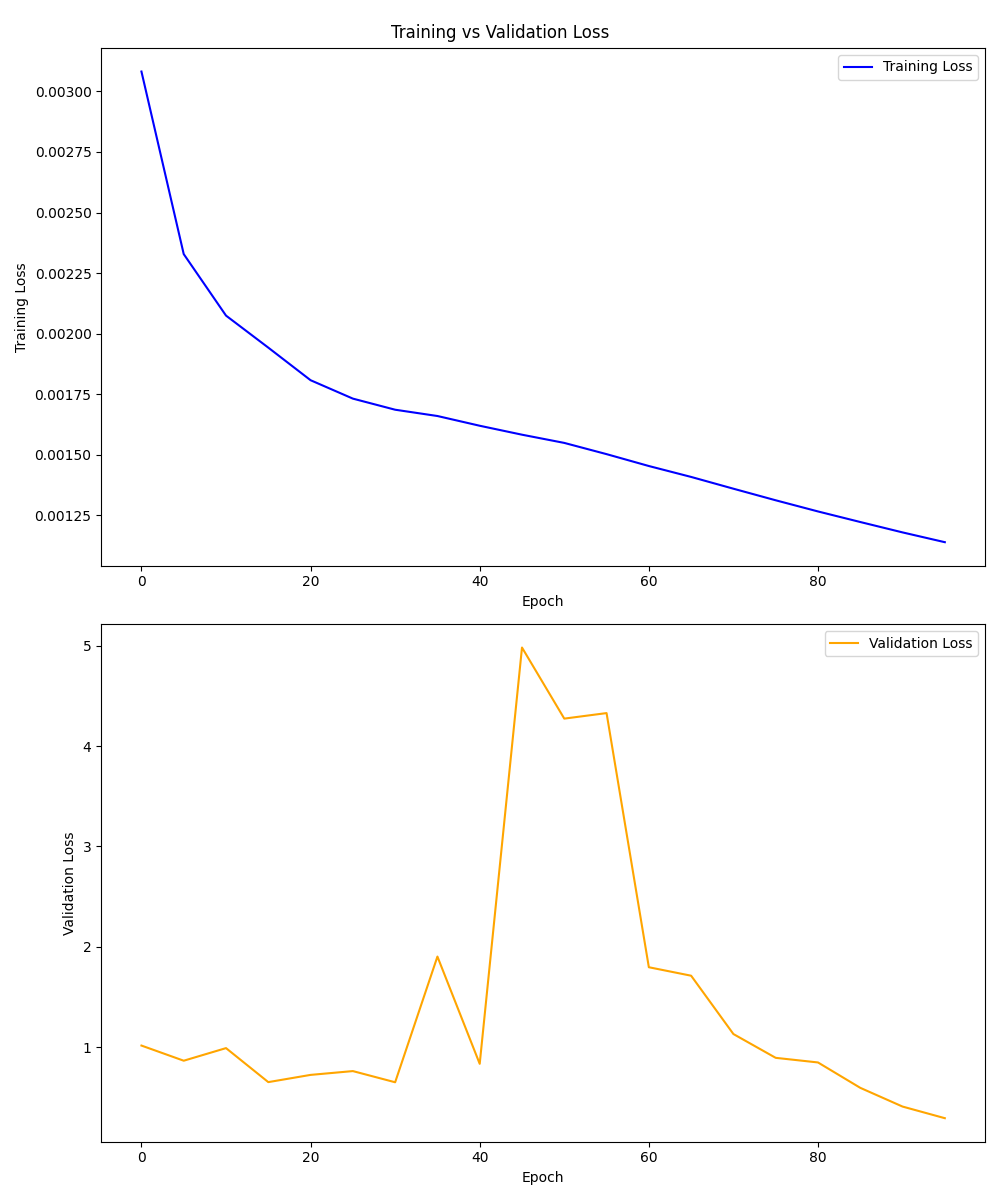 Training vs Validation Loss
Training Loss
0.00300
0.00275
0.00250
0.00225
0.00200
0.00175
0.00150
0.00125
Training Loss
0 20 40 60 80
Epoch
Validation Loss
5
4
3
2
1
Validation Loss
0 20 40 60 80
Epoch